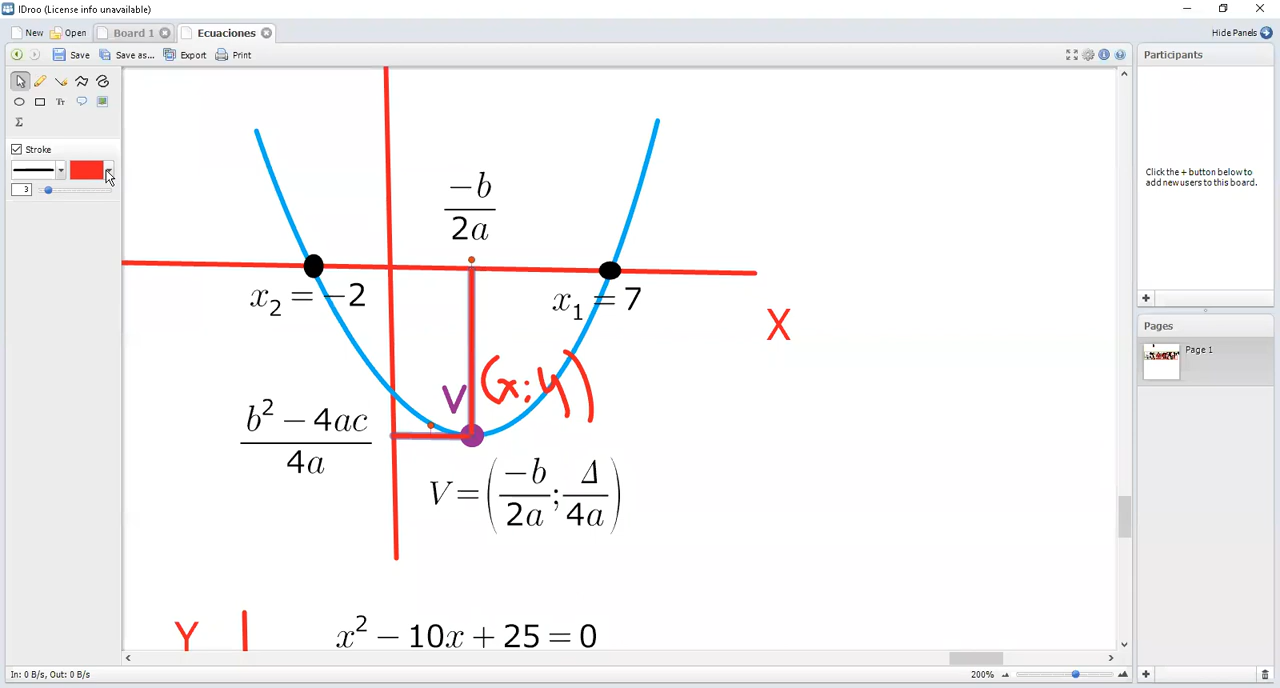 IDroo (License info unavailable)
New Open Board 1 Ecuaciones Hide Panels
Save Save as... Export Print
Participants
Tr
Σ
Stroke
3
Click the + button below to
add new users to this board.
Pages
Page 1
-b
2a
x₂ = -2
x₁ = 7
X
V (x; y)
b² - 4ac
4a
V = (-b/2a ; Δ/4a)
Y
x² - 10x + 25 = 0
In: 0 B/s, Out: 0 B/s 200%